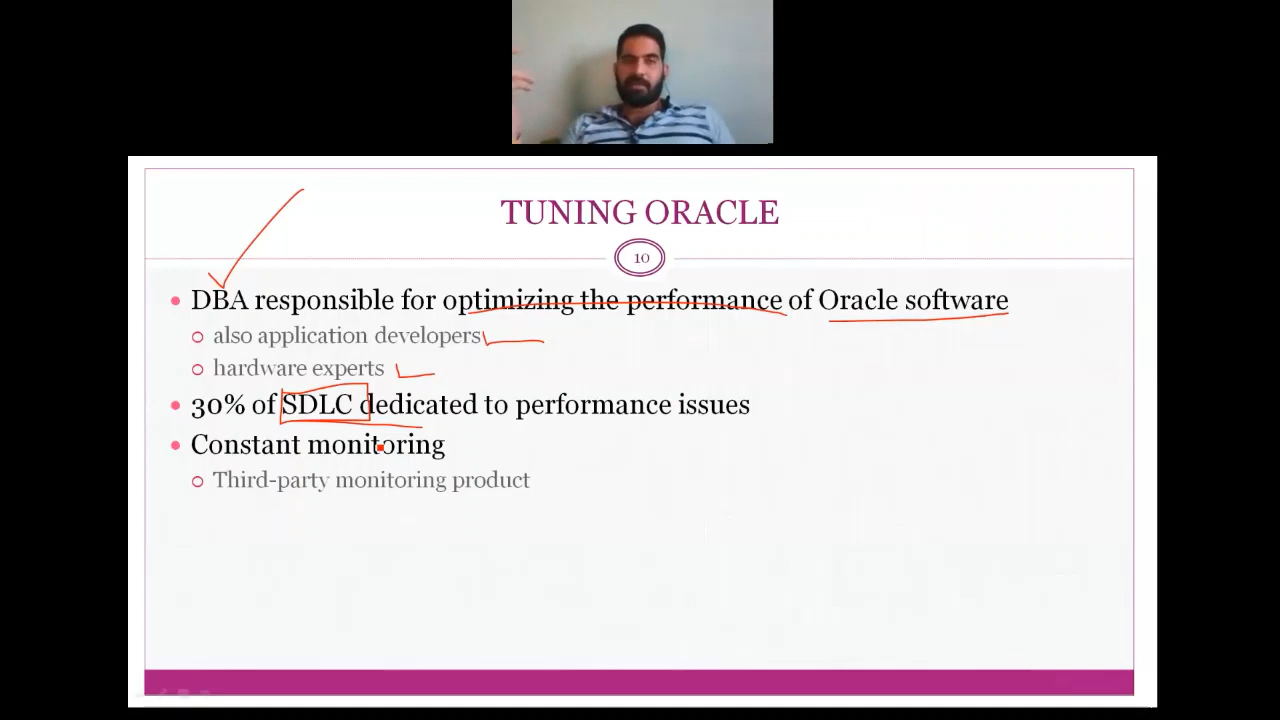 TUNING ORACLE
10
DBA responsible for optimizing the performance of Oracle software
also application developers
hardware experts
30% of SDLC dedicated to performance issues
Constant monitoring
Third-party monitoring product